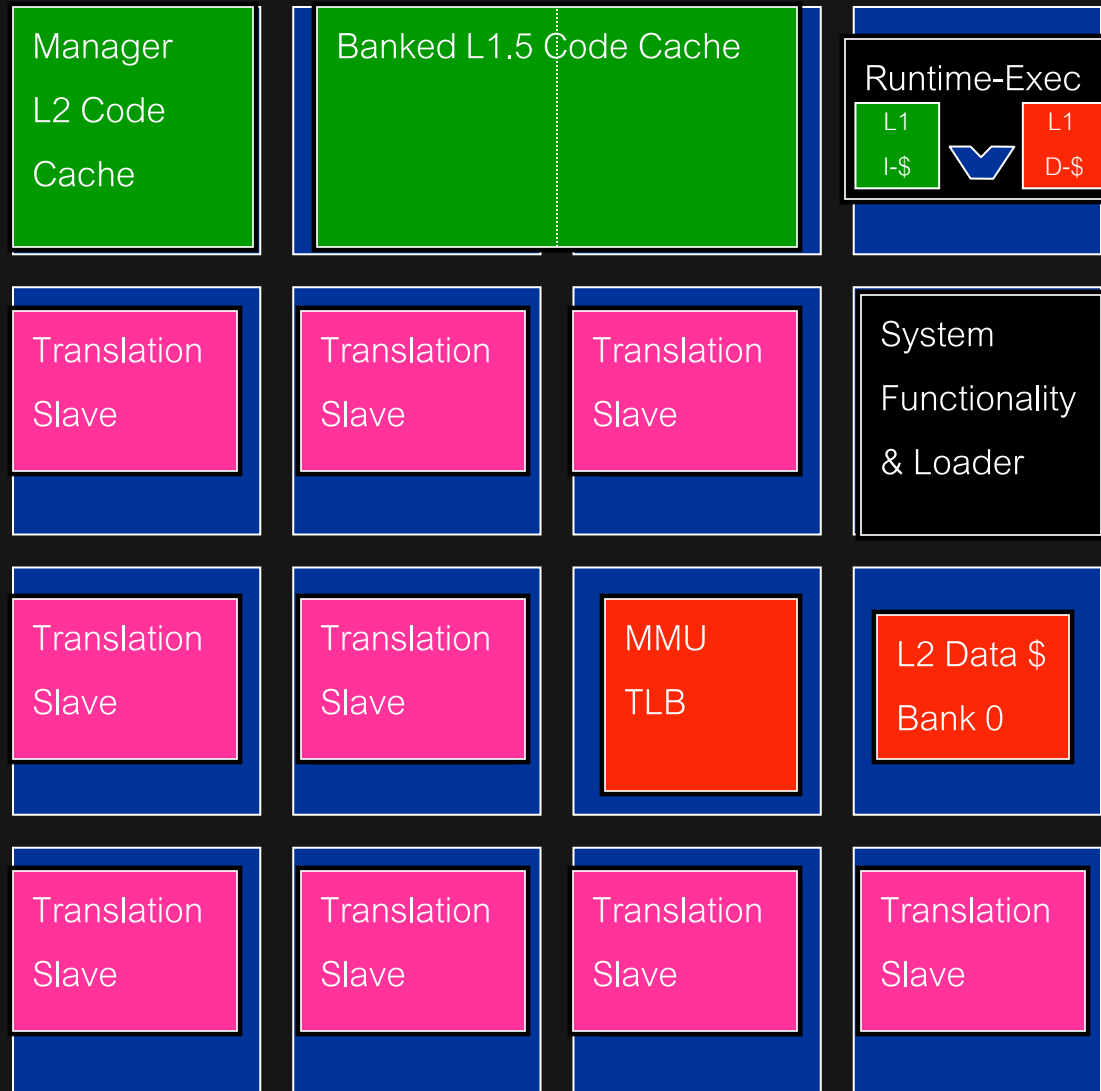 Manager
L2 Code
Cache
Banked L1.5 Code Cache
Runtime-Exec
L1
I-$
L1
D-$
Translation
Slave
Translation
Slave
Translation
Slave
System
Functionality
& Loader
Translation
Slave
Translation
Slave
MMU
TLB
L2 Data $
Bank 0
Translation
Slave
Translation
Slave
Translation
Slave
Translation
Slave